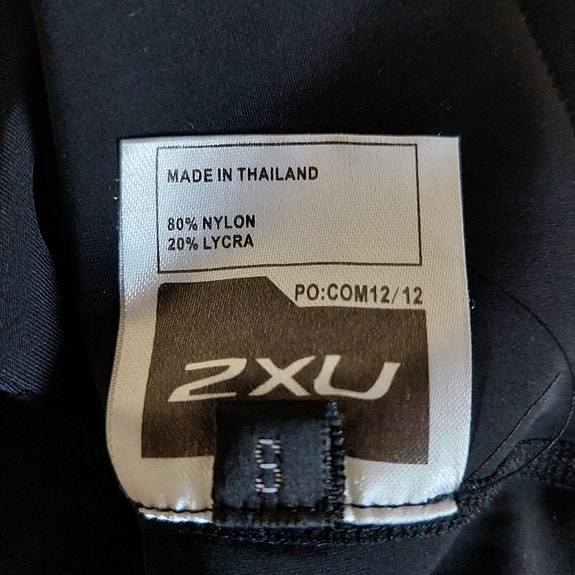 MADE IN THAILAND
80% NYLON
20% LYCRA
PO:COM12/12
2XU